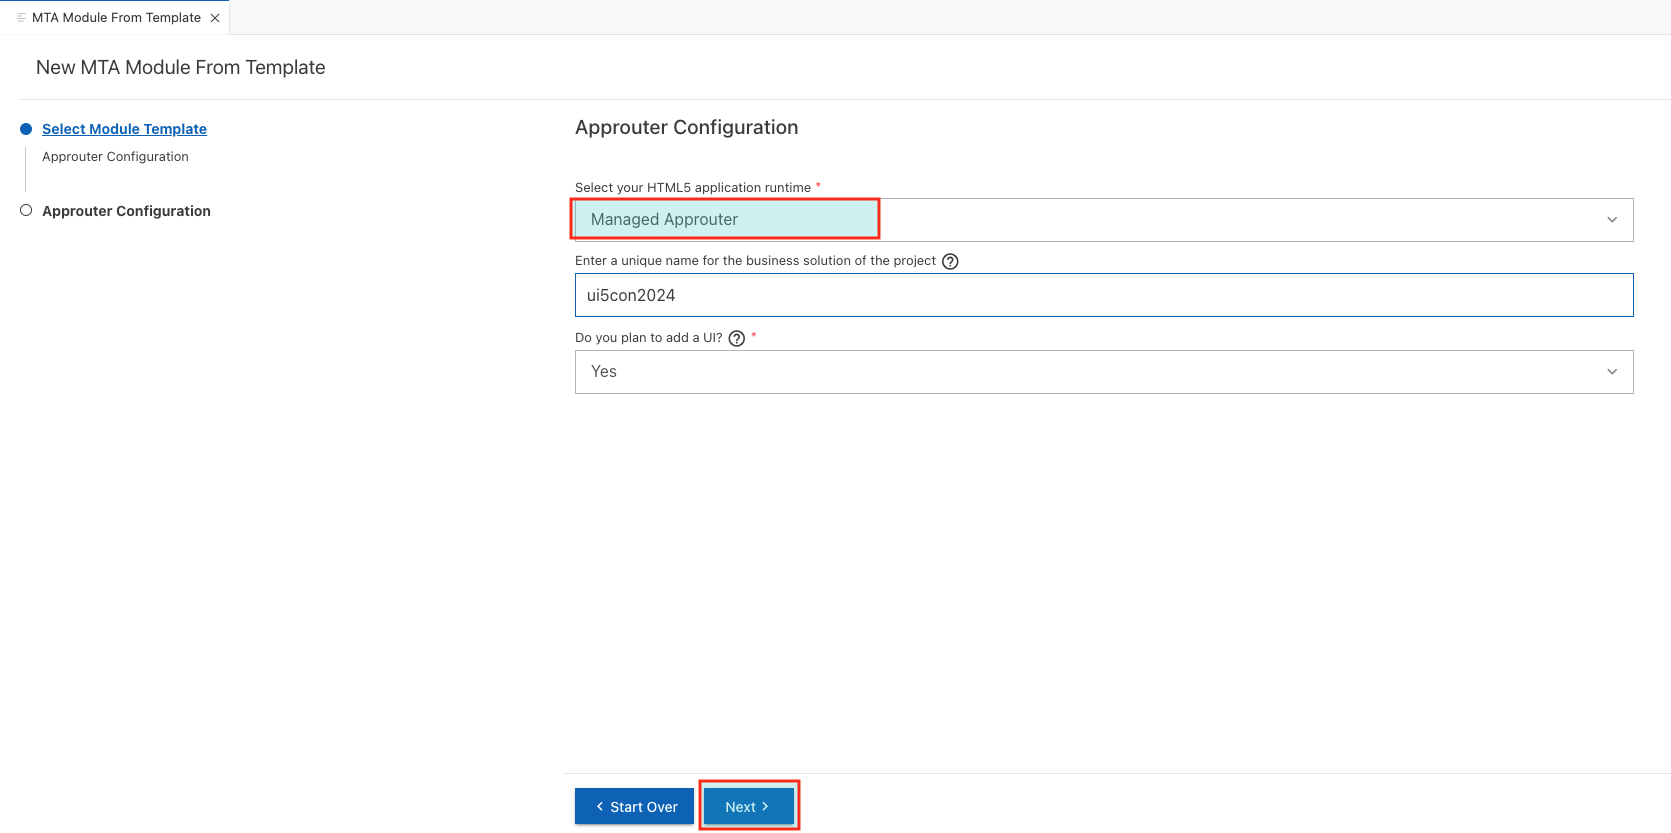 MTA Module From Template
New MTA Module From Template
Select Module Template
Approuter Configuration
Approuter Configuration
Approuter Configuration
Select your HTML5 application runtime *
Managed Approuter
Enter a unique name for the business solution of the project
ui5con2024
Do you plan to add a UI? *
Yes
Start Over
Next